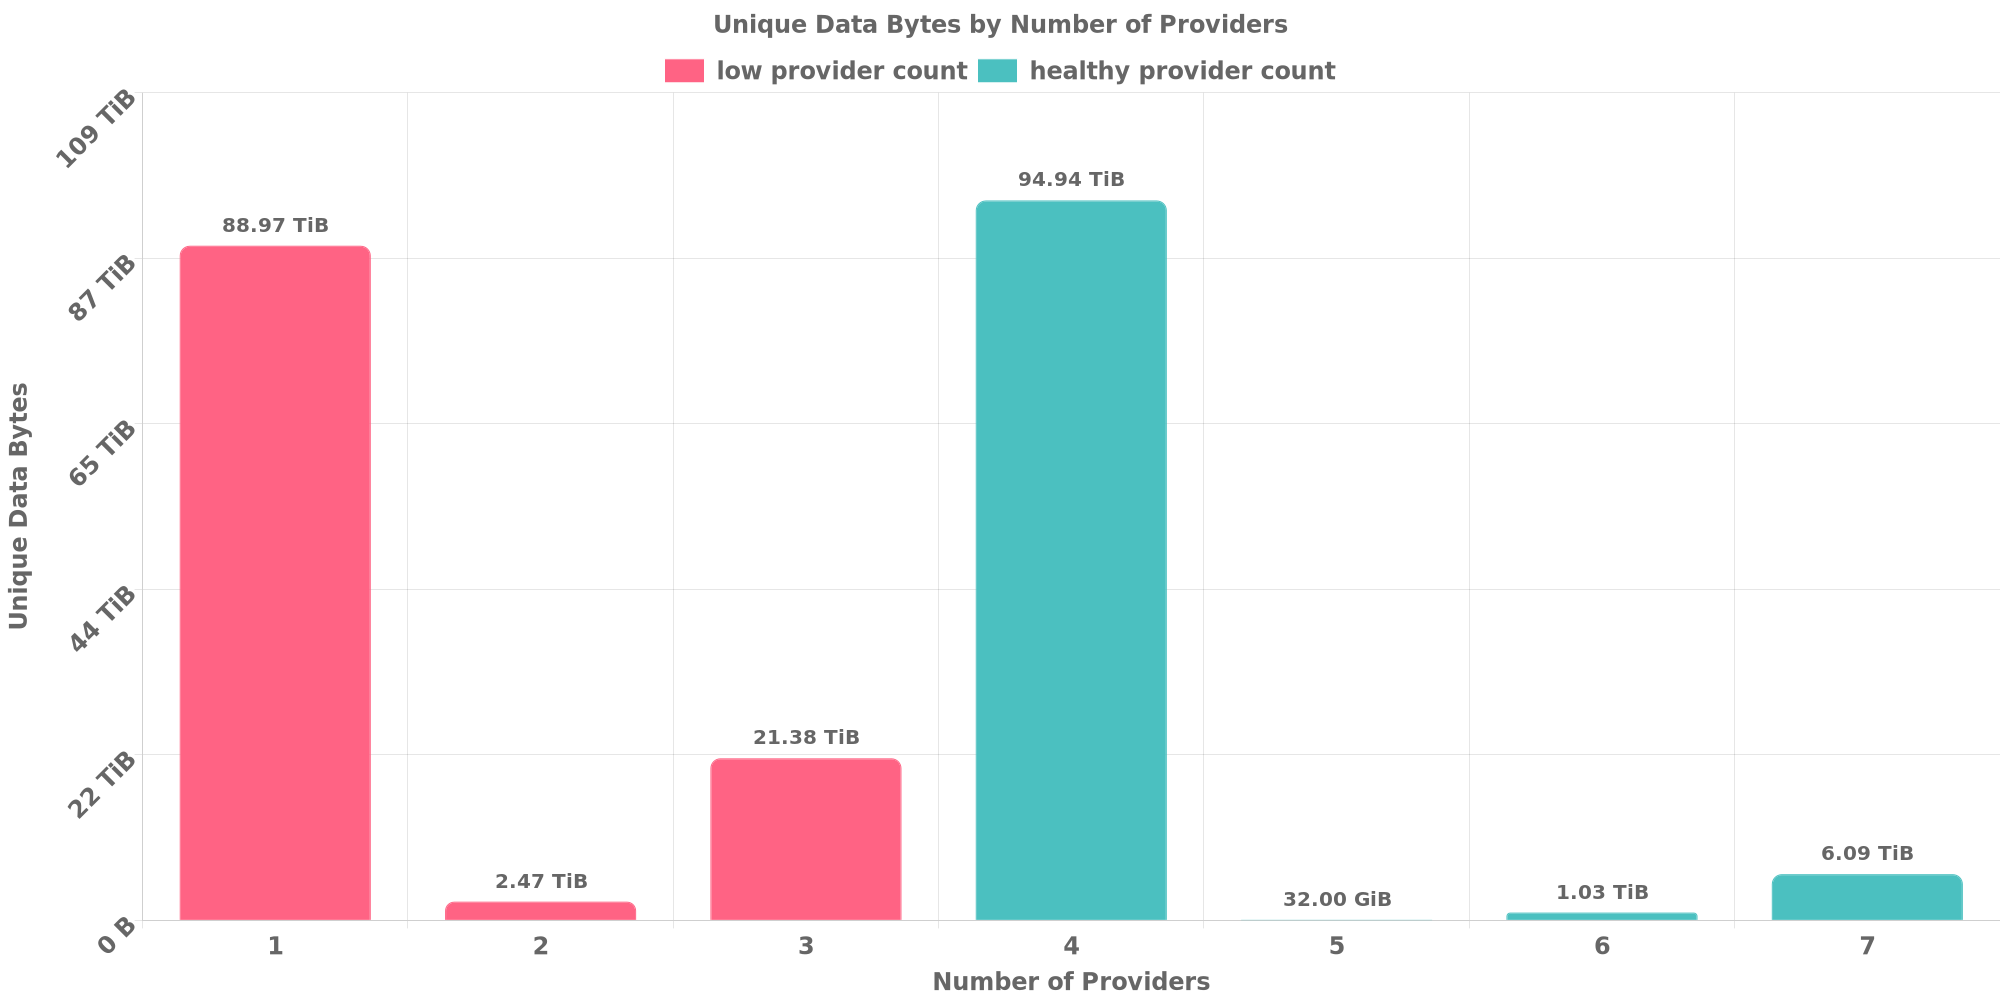 Unique Data Bytes by Number of Providers
low provider count healthy provider count
109 TiB
87 TiB
65 TiB
44 TiB
22 TiB
0 B
Unique Data Bytes
88.97 TiB
2.47 TiB
21.38 TiB
94.94 TiB
32.00 GiB
1.03 TiB
6.09 TiB
1 2 3 4 5 6 7
Number of Providers